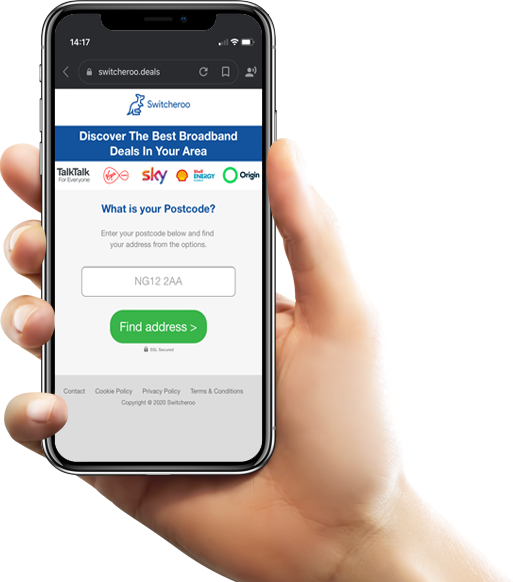 14:17
switcheroo.deals
Switcheroo
Discover The Best Broadband
Deals In Your Area
TalkTalk
For Everyone
Virgin
sky
Shell
ENERGY
Origin
What is your Postcode?
Enter your postcode below and find
your address from the options.
NG12 2AA
Find address >
SSL Secured
Contact Cookie Policy Privacy Policy Terms & Conditions
Copyright @ 2020 Switcheroo